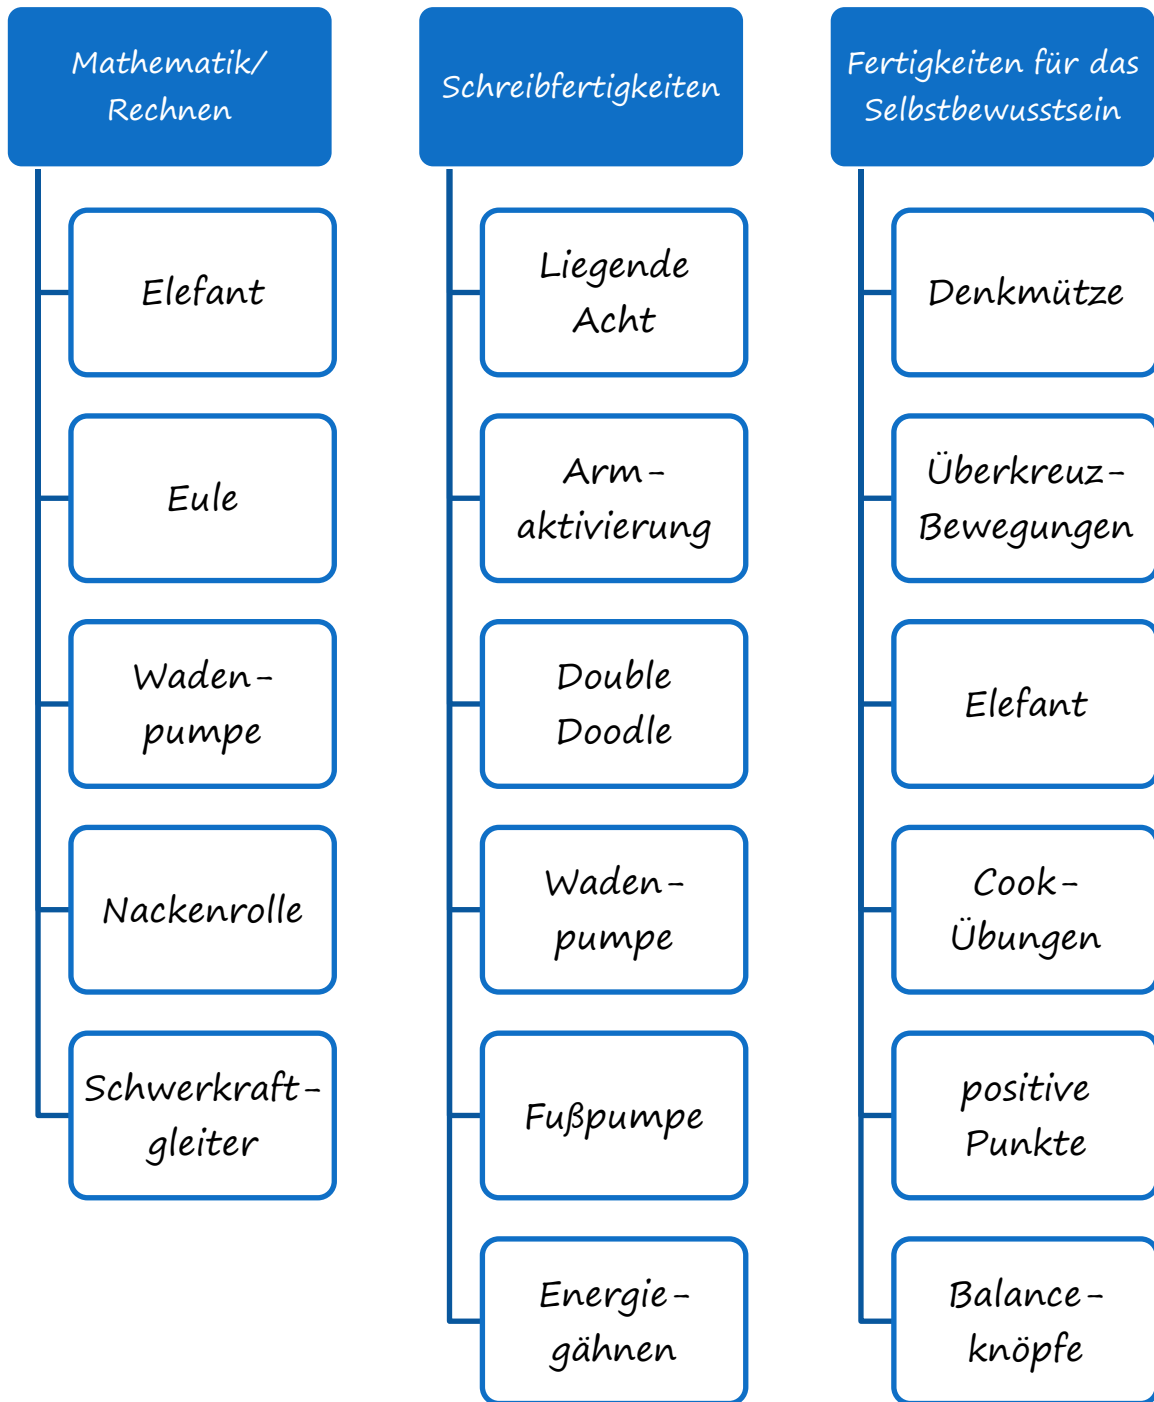 Mathematik/
Rechnen
Elefant
Eule
Waden-
pumpe
Nackenrolle
Schwerkraft-
gleiter
Schreibfertigkeiten
Liegende
Acht
Arm-
aktivierung
Double
Doodle
Waden-
pumpe
Fußpumpe
Energie-
gähnen
Fertigkeiten für das
Selbstbewusstsein
Denkmütze
Überkreuz-
Bewegungen
Elefant
Cook-
Übungen
positive
Punkte
Balance-
knöpfe